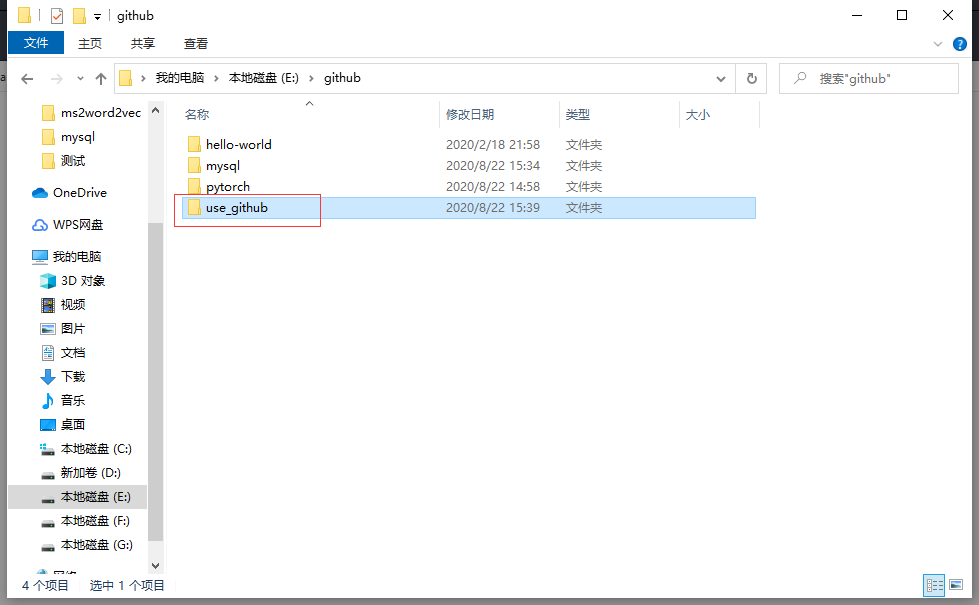 github
文件 主页 共享 查看
我的电脑 本地磁盘 (E:) github 搜索"github"
ms2word2vec
mysql
测试
OneDrive
WPS网盘
我的电脑
3D 对象
视频
图片
文档
下载
音乐
桌面
本地磁盘 (C:)
新加卷 (D:)
本地磁盘 (E:)
本地磁盘 (F:)
本地磁盘 (G:)
名称 修改日期 类型 大小
hello-world 2020/2/18 21:58 文件夹
mysql 2020/8/22 15:34 文件夹
pytorch 2020/8/22 14:58 文件夹
use_github 2020/8/22 15:39 文件夹
4 个项目 选中 1 个项目